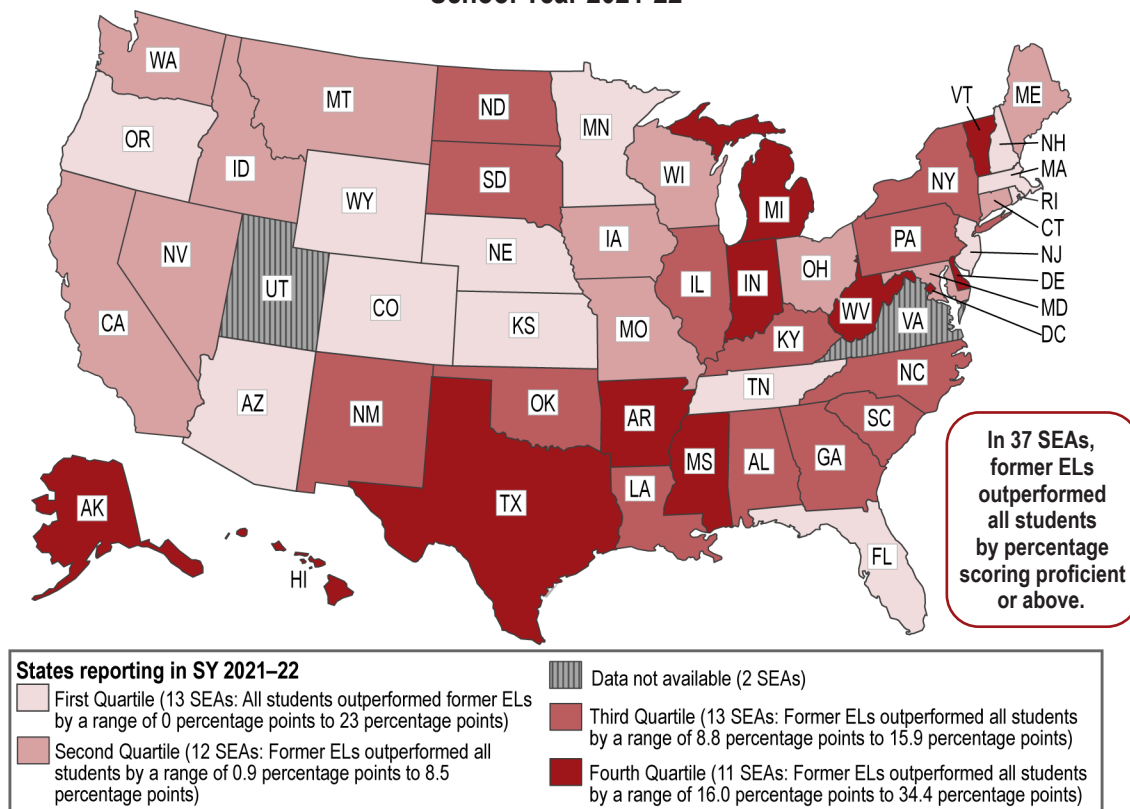 School Year 2021–22
WA
MT
ND
MN
VT
ME
OR
ID
WY
SD
WI
MI
NY
NH
MA
RI
CT
NJ
DE
MD
DC
NV
UT
CO
NE
IA
IL
IN
OH
PA
CA
KS
MO
KY
WV
VA
AZ
NM
OK
AR
TN
NC
SC
TX
LA
MS
AL
GA
FL
AK
HI
In 37 SEAs,
former ELs
outperformed
all students
by percentage
scoring proficient
or above.
States reporting in SY 2021–22
First Quartile (13 SEAs: All students outperformed former ELs
by a range of 0 percentage points to 23 percentage points)
Second Quartile (12 SEAs: Former ELs outperformed all
students by a range of 0.9 percentage points to 8.5
percentage points)
Data not available (2 SEAs)
Third Quartile (13 SEAs: Former ELs outperformed all students
by a range of 8.8 percentage points to 15.9 percentage points)
Fourth Quartile (11 SEAs: Former ELs outperformed all students
by a range of 16.0 percentage points to 34.4 percentage points)